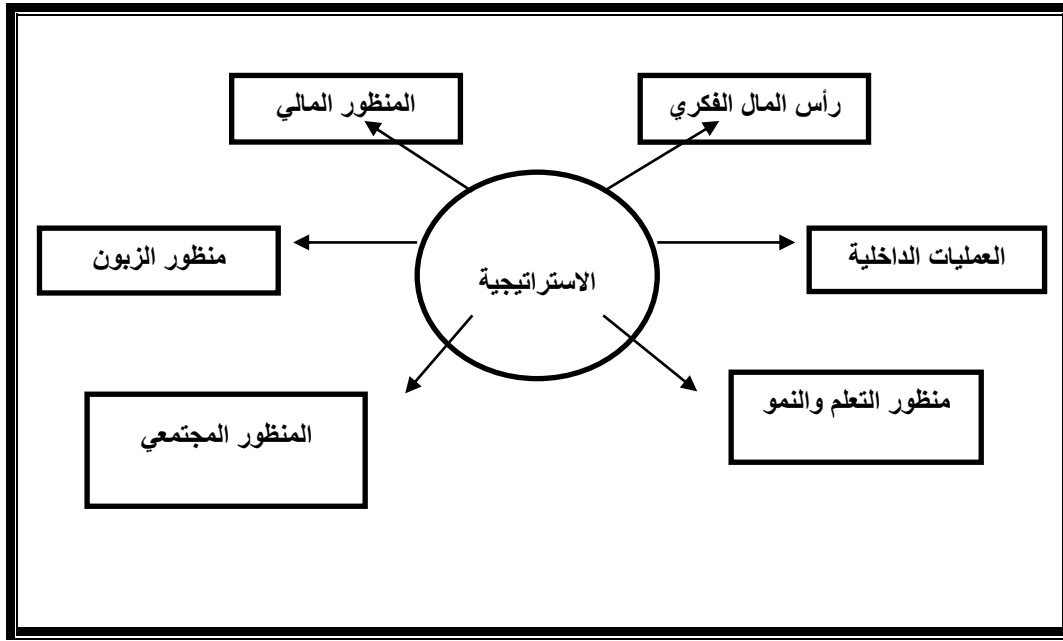 رأس المال الفكري
المنظور المالي
العمليات الداخلية
منظور الزبون
الاستراتيجية
منظور التعلم والنمو
المنظور المجتمعي